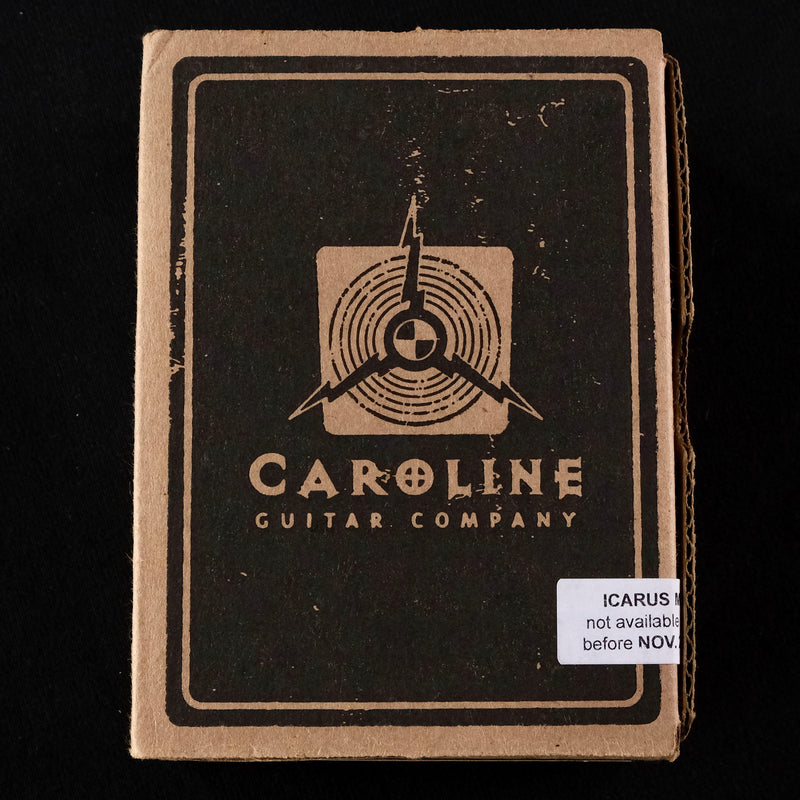 CAROLINE
GUITAR COMPANY
ICARUS
not available
before NOV.